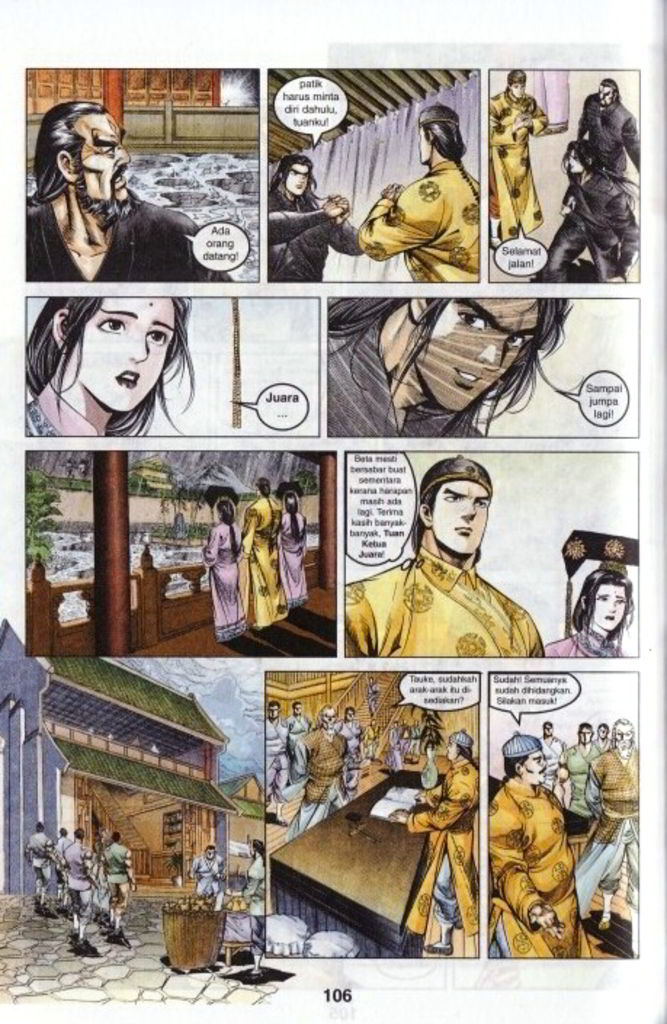 Ada
orang
datang!
patik
harus minta
diri dahulu,
tuanku!
Selamat
jalan!
Juara
...
Sampai
jumpa
lagi!
Beta mesti
bersabar buat
sementara
kerana harapan
masih ada
lagi. Terima
kasih banyak-
banyak, Tuan
Ketua
Juara!
Tauke, sudahkah
arak-arak itu di-
sediakan?
Sudah! Semuanya
sudah dihidangkan.
Silakan masuk!
106